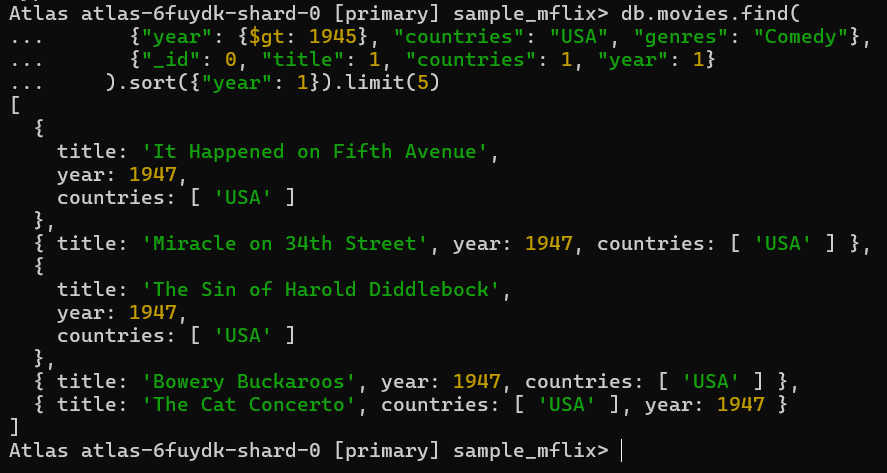 Atlas atlas-6fuydk-shard-0 [primary] sample_mflix> db.movies.find(
...       {"year": {$gt: 1945}, "countries": "USA", "genres": "Comedy"},
...       {"_id": 0, "title": 1, "countries": 1, "year": 1}
...     ).sort({"year": 1}).limit(5)
[
  {
    title: 'It Happened on Fifth Avenue',
    year: 1947,
    countries: [ 'USA' ]
  },
  { title: 'Miracle on 34th Street', year: 1947, countries: [ 'USA' ] },
  {
    title: 'The Sin of Harold Diddlebock',
    year: 1947,
    countries: [ 'USA' ]
  },
  { title: 'Bowery Buckaroos', year: 1947, countries: [ 'USA' ] },
  { title: 'The Cat Concerto', countries: [ 'USA' ], year: 1947 }
]
Atlas atlas-6fuydk-shard-0 [primary] sample_mflix>